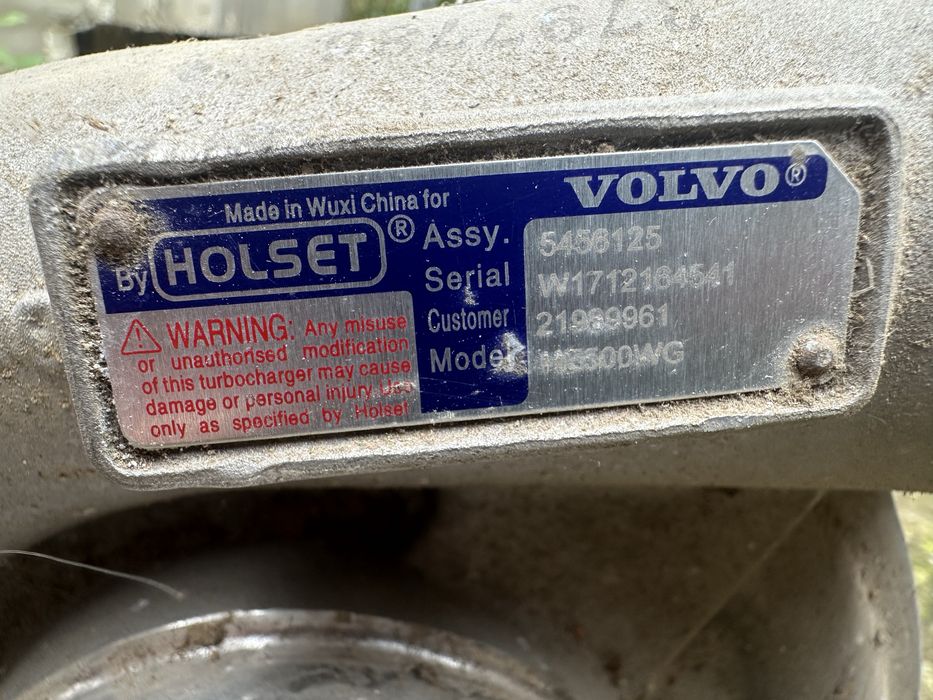 Made in Wuxi China for
VOLVO®
By HOLSET®
Assy. 5456125
Serial W1712164541
Customer 21969961
Model
⚠ WARNING: Any misuse
or unauthorised modification
of this turbocharger may cause
damage or personal injury Use
only as specified by Holset